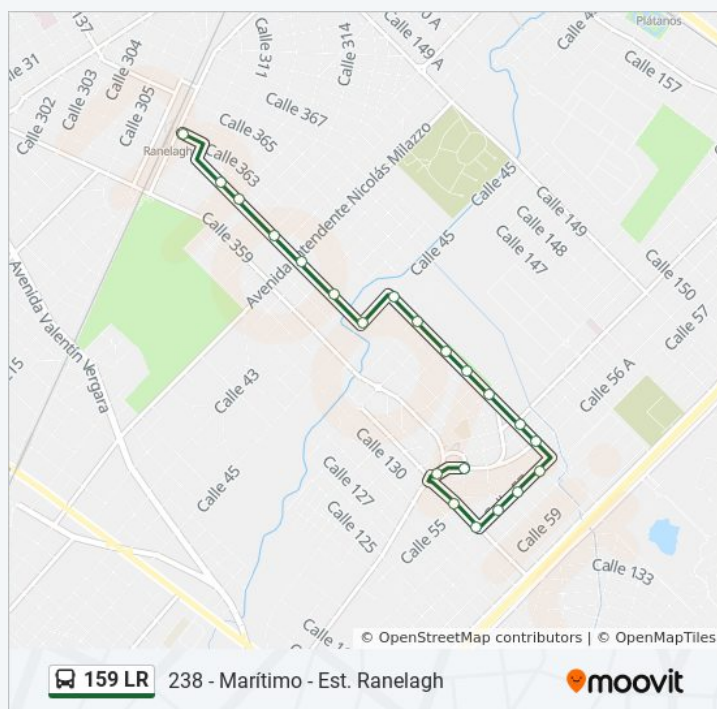 Plátanos
137
Calle 304
Calle 303
Calle 302
Calle 305
Calle 311
Calle 314
Calle 149 A
Calle 157
Calle 367
Calle 365
Calle 363
Ranelagh
Avenida Intendente Nicolás Milazzo
Calle 45
Calle 149
Calle 148
Calle 147
Calle 45
Calle 359
Calle 150
Calle 57
Avenida Valentín Vergara
Calle 56 A
Calle 43
Calle 45
Calle 130
Calle 127
Calle 125
Calle 55
Calle 59
Calle 133
© OpenStreetMap contributors | © OpenMapTiles
159 LR
238 - Marítimo - Est. Ranelagh
moovit